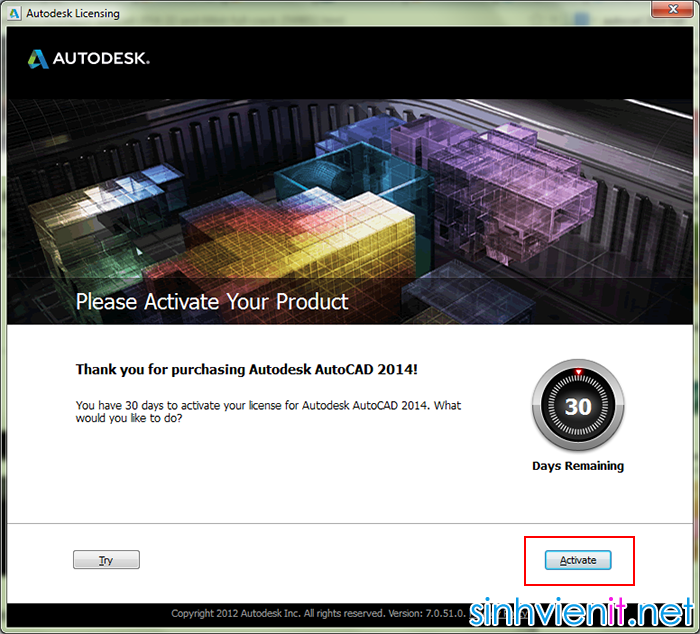 Autodesk Licensing
AUTODESK.
Please Activate Your Product
Thank you for purchasing Autodesk AutoCAD 2014!
You have 30 days to activate your license for Autodesk AutoCAD 2014. What
would you like to do?
30
Days Remaining
Try
Activate
Copyright 2012 Autodesk Inc. All rights reserved. Version: 7.0.51.0.
sinhvienit.net